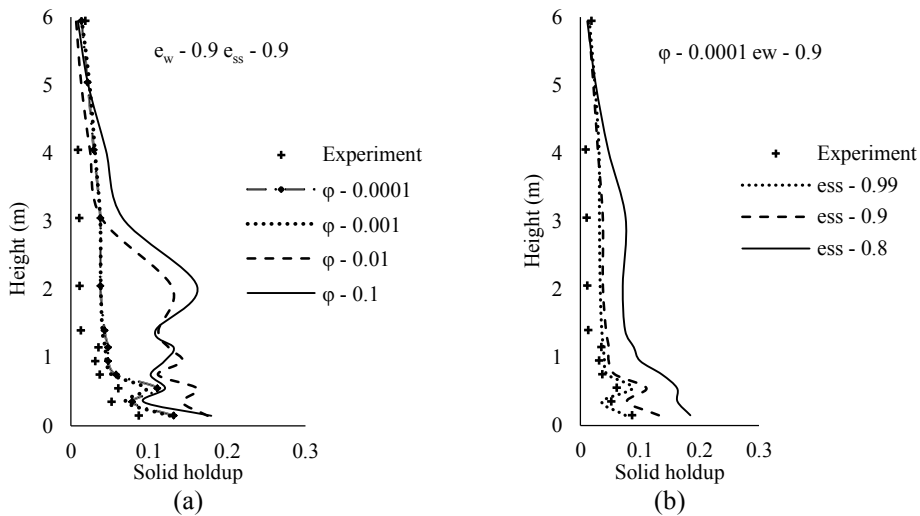 6
5
4
3
2
1
0
Height (m)
0
0.1
0.2
0.3
Solid holdup
e_w - 0.9 e_ss - 0.9
Experiment
φ - 0.0001
φ - 0.001
φ - 0.01
φ - 0.1
(a)
6
5
4
3
2
1
0
Height (m)
0
0.1
0.2
0.3
Solid holdup
φ - 0.0001 ew - 0.9
Experiment
ess - 0.99
ess - 0.9
ess - 0.8
(b)